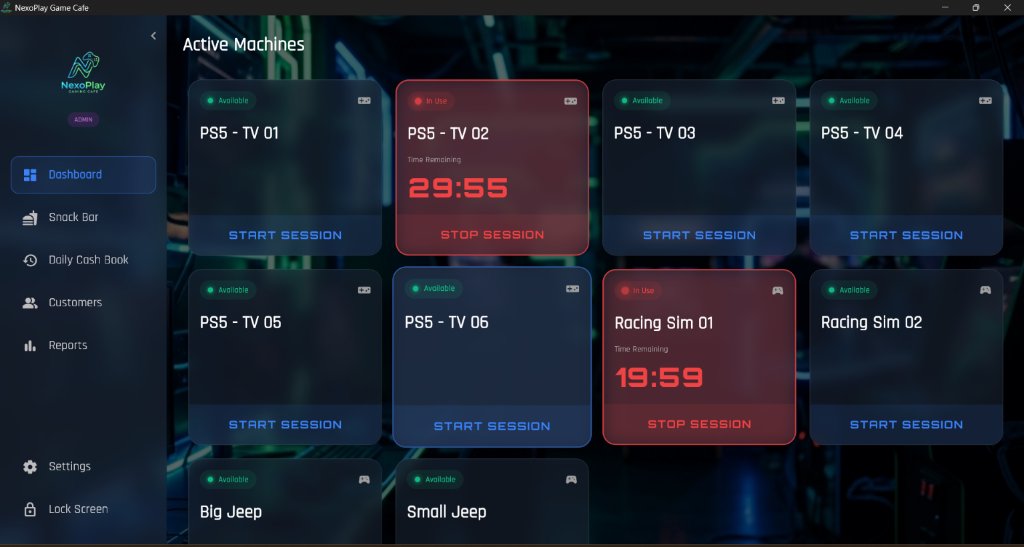 NexoPlay Game Cafe
NexoPlay
GAMING CAFE
ADMIN
Dashboard
Snack Bar
Daily Cash Book
Customers
Reports
Settings
Lock Screen
Active Machines
Available
PS5 - TV 01
START SESSION
In Use
PS5 - TV 02
Time Remaining
29:55
STOP SESSION
Available
PS5 - TV 03
START SESSION
Available
PS5 - TV 04
START SESSION
Available
PS5 - TV 05
START SESSION
Available
PS5 - TV 06
START SESSION
In Use
Racing Sim 01
Time Remaining
19:59
STOP SESSION
Available
Racing Sim 02
START SESSION
Available
Big Jeep
Available
Small Jeep